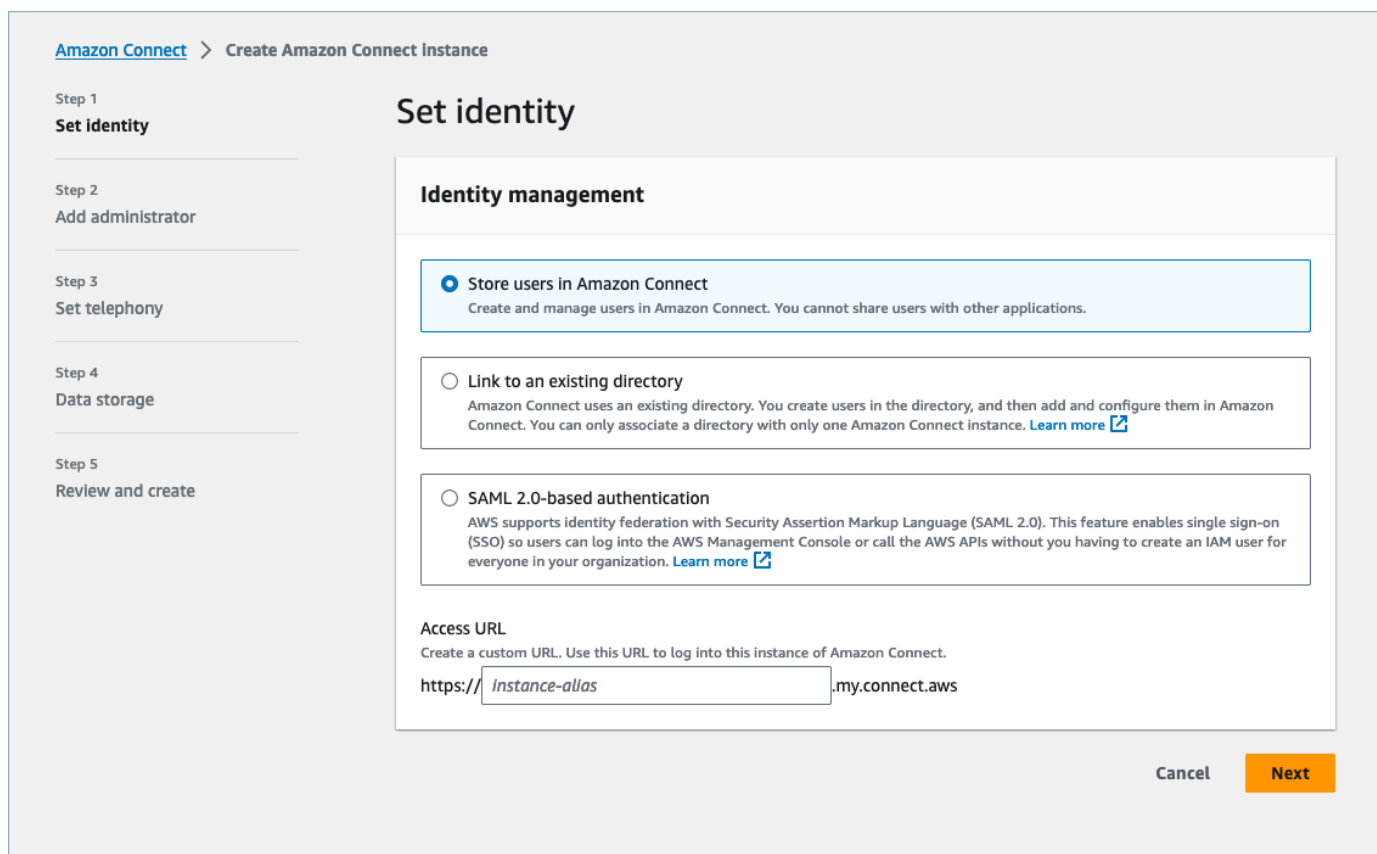 Amazon Connect > Create Amazon Connect instance
Step 1
Set identity
Step 2
Add administrator
Step 3
Set telephony
Step 4
Data storage
Step 5
Review and create
Set identity
Identity management
Store users in Amazon Connect
Create and manage users in Amazon Connect. You cannot share users with other applications.
Link to an existing directory
Amazon Connect uses an existing directory. You create users in the directory, and then add and configure them in Amazon
Connect. You can only associate a directory with only one Amazon Connect instance. Learn more
SAML 2.0-based authentication
AWS supports identity federation with Security Assertion Markup Language (SAML 2.0). This feature enables single sign-on
(SSO) so users can log into the AWS Management Console or call the AWS APIs without you having to create an IAM user for
everyone in your organization. Learn more
Access URL
Create a custom URL. Use this URL to log into this instance of Amazon Connect.
https:// instance-alias .my.connect.aws
Cancel Next